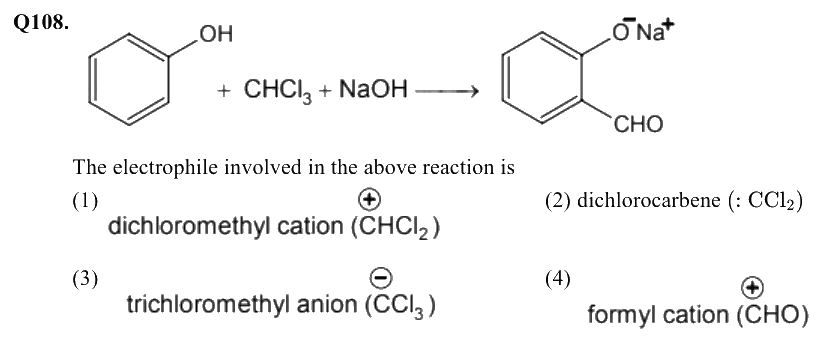 Q108.
OH
+ CHCl₃ + NaOH ⟶
O⁻Na⁺
CHO
The electrophile involved in the above reaction is
(1) dichloromethyl cation (C⊕HCl₂)
(2) dichlorocarbene (: CCl₂)
(3) trichloromethyl anion (C⊖Cl₃)
(4) formyl cation (C⊕HO)